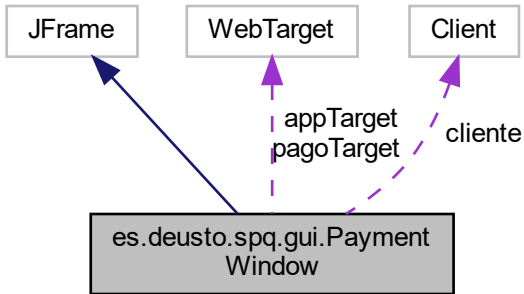 JFrame
WebTarget
Client
appTarget
pagoTarget
cliente
es.deusto.spq.gui.Payment
Window